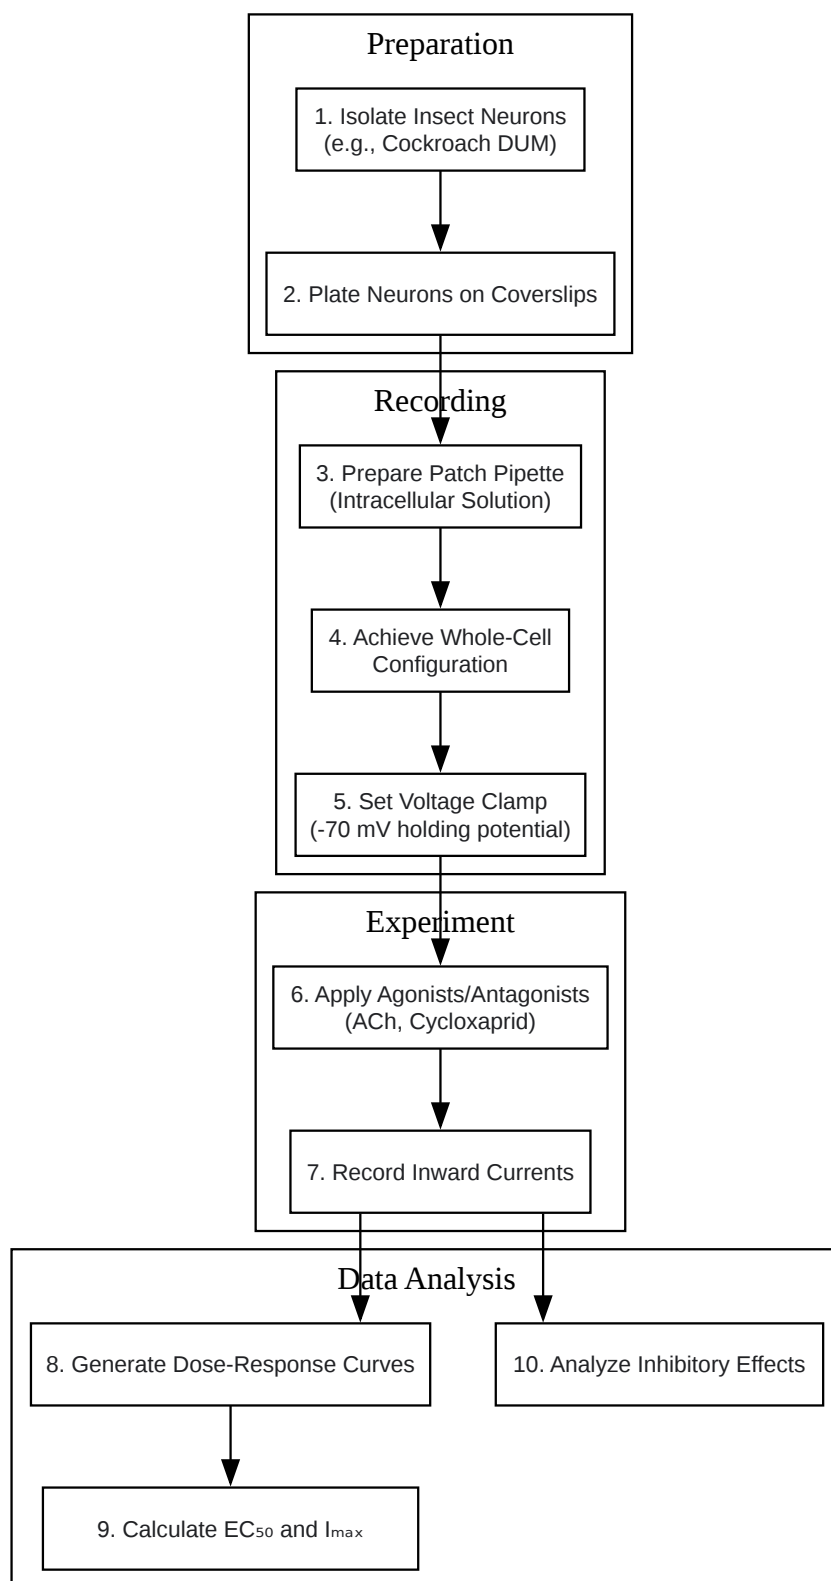 Preparation
1. Isolate Insect Neurons
(e.g., Cockroach DUM)
2. Plate Neurons on Coverslips
Recording
3. Prepare Patch Pipette
(Intracellular Solution)
4. Achieve Whole-Cell
Configuration
5. Set Voltage Clamp
(-70 mV holding potential)
Experiment
6. Apply Agonists/Antagonists
(ACh, Cycloxaprid)
7. Record Inward Currents
Data Analysis
8. Generate Dose-Response Curves
10. Analyze Inhibitory Effects
9. Calculate EC₅₀ and Iₘₐₓ